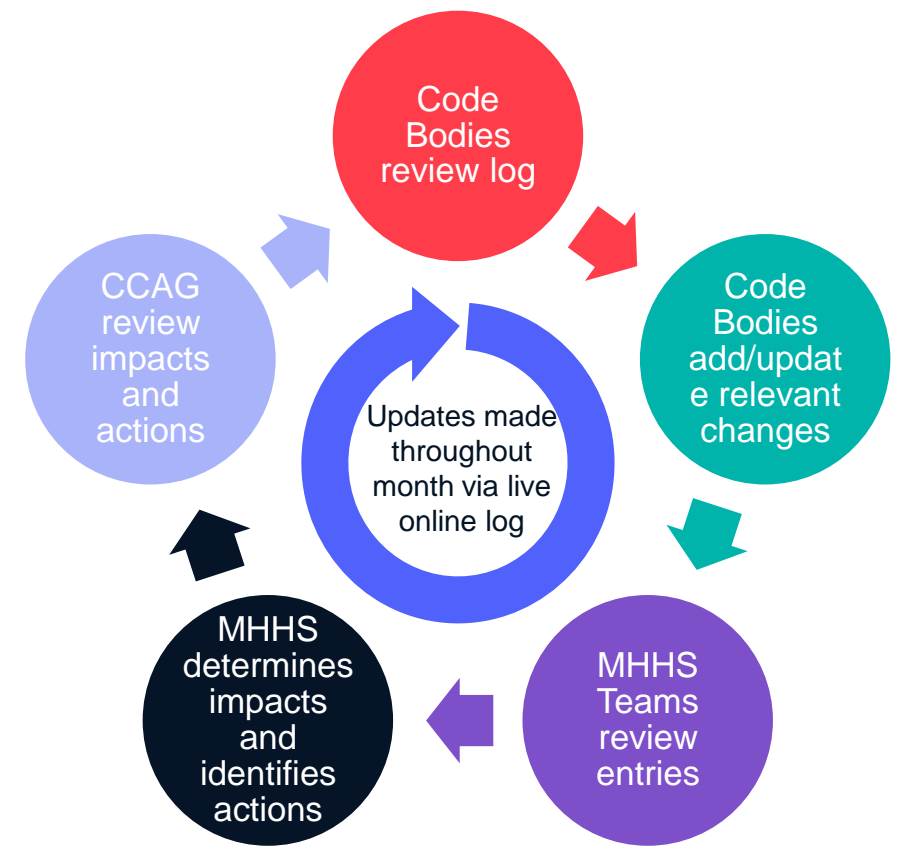 Code
Bodies
review log
Code
Bodies
add/updat
e relevant
changes
MHHS
Teams
review
entries
MHHS
determines
impacts
and
identifies
actions
CCAG
review
impacts
and
actions
Updates made
throughout
month via live
online log